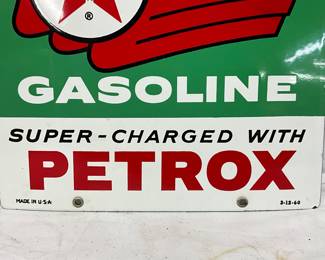 GASOLINE
SUPER-CHARGED WITH
PETROX
MADE IN U.S.A. 3-12-60